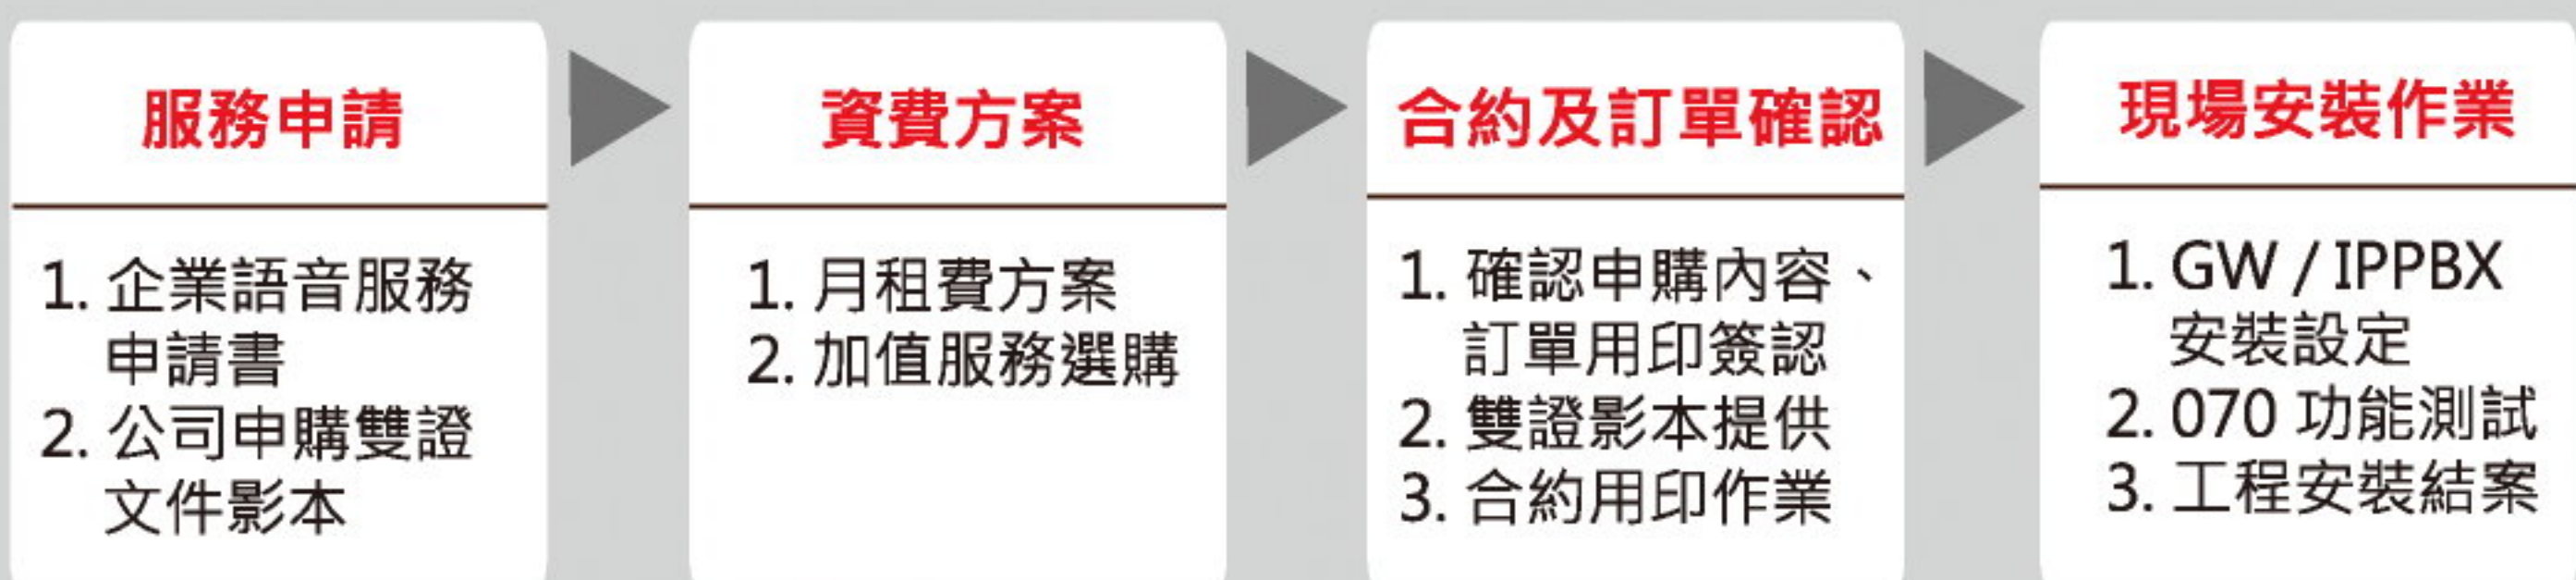 服務申請
1. 企業語音服務
申請書
2. 公司申購雙證
文件影本
資費方案
1. 月租費方案
2. 加值服務選購
合約及訂單確認
1. 確認申購內容、
訂單用印簽認
2. 雙證影本提供
3. 合約用印作業
現場安裝作業
1. GW / IPPBX
安裝設定
2. 070 功能測試
3. 工程安裝結案